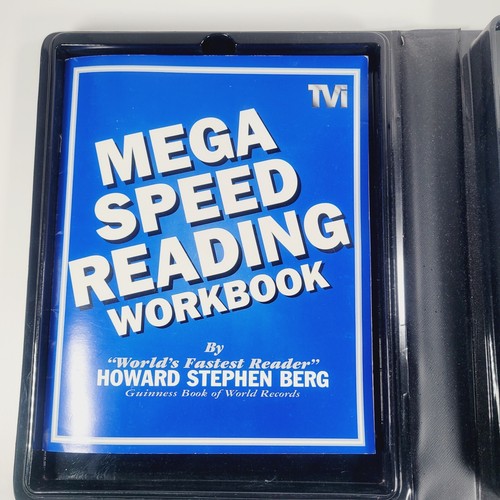 TVi
MEGA
SPEED
READING
WORKBOOK
By
"World's Fastest Reader"
HOWARD STEPHEN BERG
Guinness Book of World Records